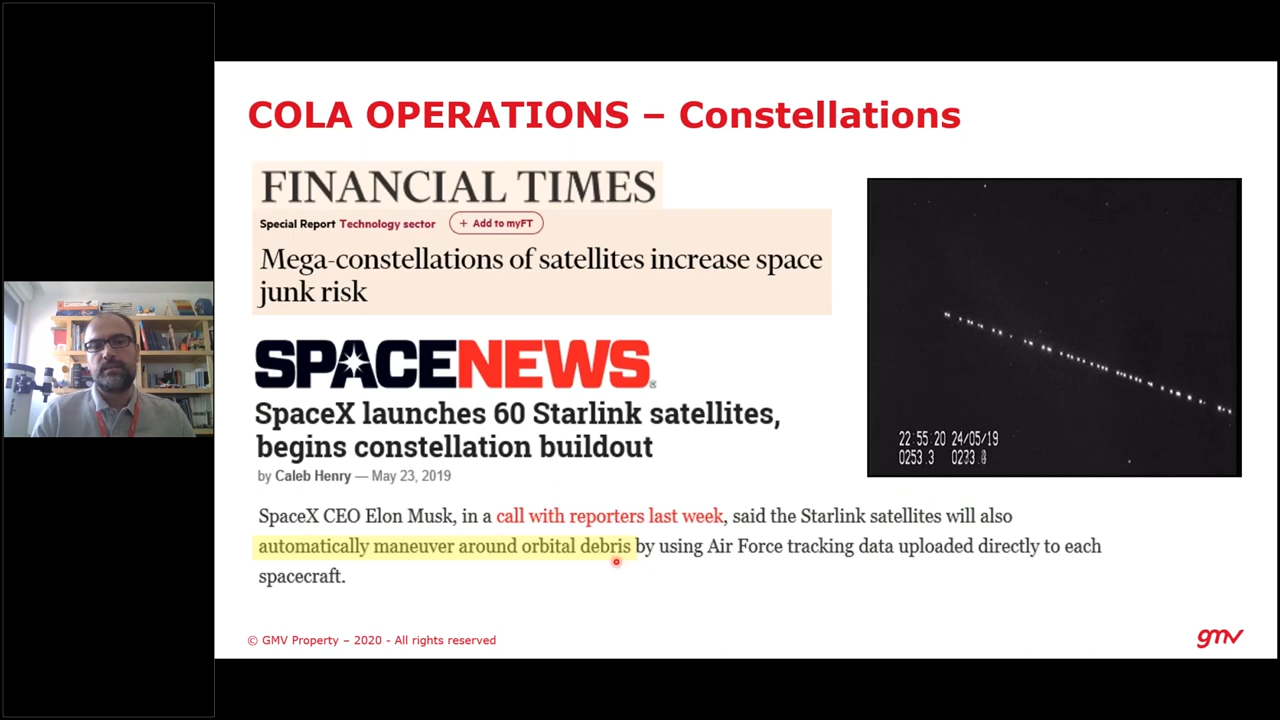 COLA OPERATIONS – Constellations
FINANCIAL TIMES
Special Report Technology sector + Add to myFT
Mega-constellations of satellites increase space
junk risk
SPACENEWS®
SpaceX launches 60 Starlink satellites,
begins constellation buildout
by Caleb Henry — May 23, 2019
SpaceX CEO Elon Musk, in a call with reporters last week, said the Starlink satellites will also
automatically maneuver around orbital debris by using Air Force tracking data uploaded directly to each
spacecraft.
22:55:20 24/05/19
0253.3
© GMV Property – 2020 - All rights reserved
gmv